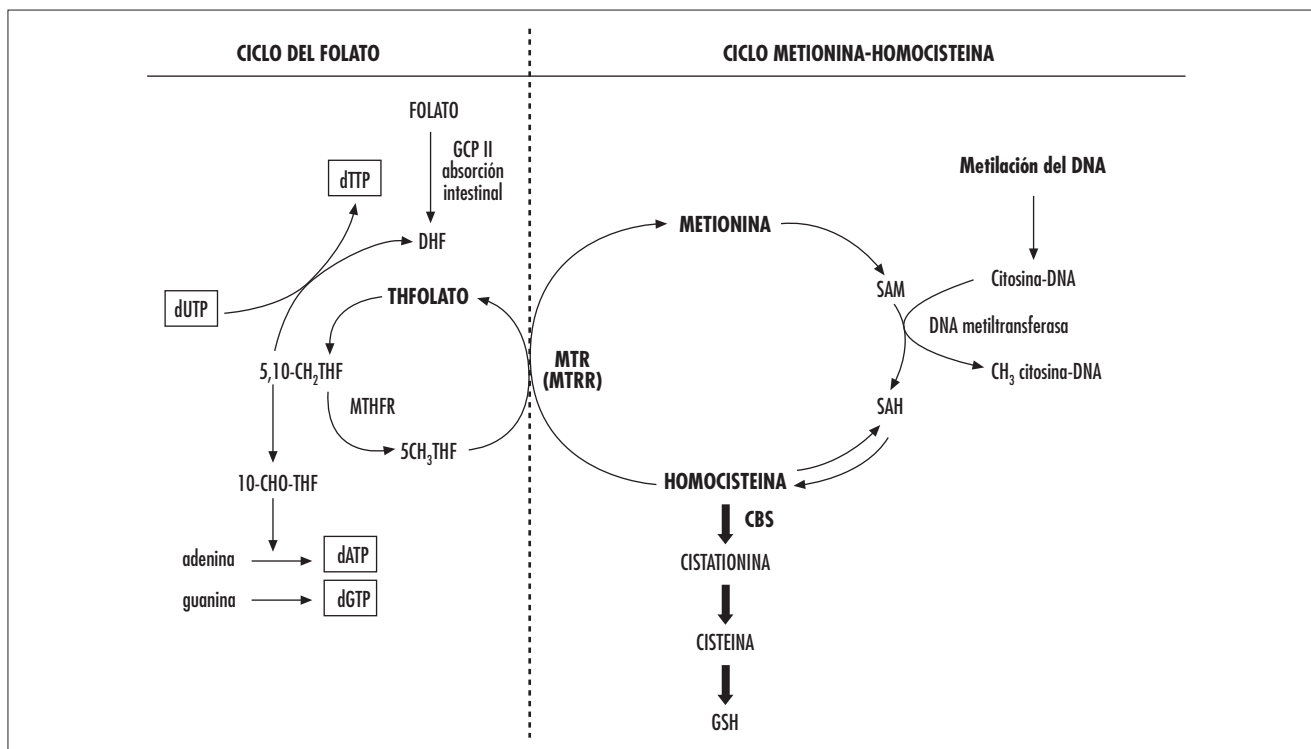 CICLO DEL FOLATO
FOLATO
GCP II
absorción
intestinal
dTTP
DHF
dUTP
THFOLATO
5,10-CH₂THF
MTHFR
5CH₃THF
10-CHO-THF
adenina
dATP
guanina
dGTP
MTR
(MTRR)
CICLO METIONINA-HOMOCISTEINA
Metilación del DNA
METIONINA
SAM
Citosina-DNA
DNA metiltransferasa
CH₃ citosina-DNA
SAH
HOMOCISTEINA
CBS
CISTATIONINA
CISTEINA
GSH